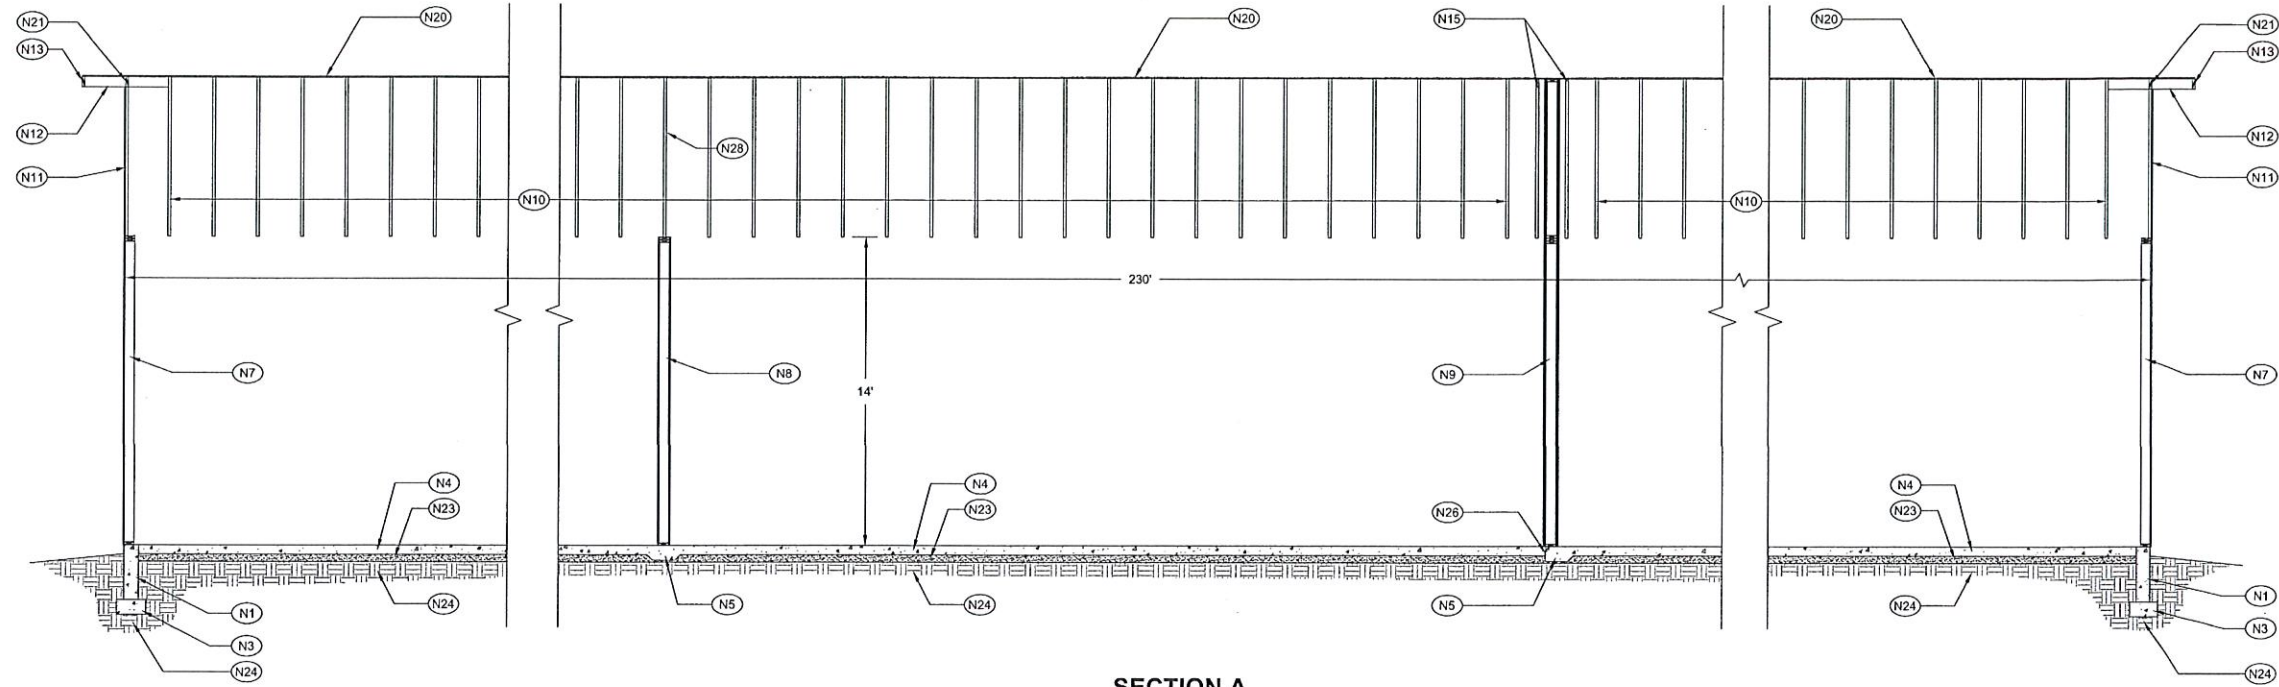 N21 N20 N20 N15 N20 N21
N13 N13
N12 N28 N12
N11 N11
N10 N10
230'
N7 N8 N9 N7
14'
N4 N4 N4
N23 N23 N26 N23
N24 N5 N24 N5 N24 N1
N1 N3
N3
N24 N24
SECTION A